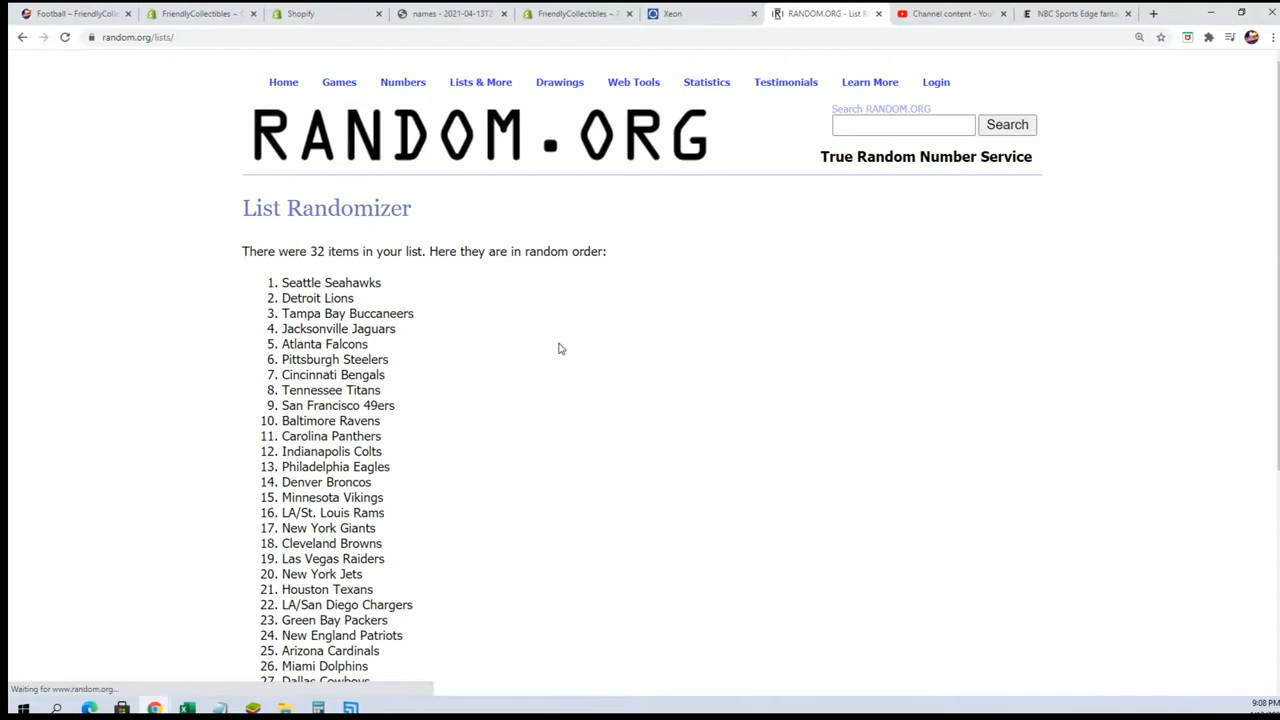 Football – FriendlyColle
FriendlyCollectibles ~
Shopify
names - 2021-04-13T2
FriendlyCollectibles ~ P
Xeon
RANDOM.ORG - List R
Channel content - You
NBC Sports Edge fant
random.org/lists/
Home Games Numbers Lists & More Drawings Web Tools Statistics Testimonials Learn More Login
RANDOM.ORG
Search RANDOM.ORG
Search
True Random Number Service
List Randomizer
There were 32 items in your list. Here they are in random order:
1. Seattle Seahawks
2. Detroit Lions
3. Tampa Bay Buccaneers
4. Jacksonville Jaguars
5. Atlanta Falcons
6. Pittsburgh Steelers
7. Cincinnati Bengals
8. Tennessee Titans
9. San Francisco 49ers
10. Baltimore Ravens
11. Carolina Panthers
12. Indianapolis Colts
13. Philadelphia Eagles
14. Denver Broncos
15. Minnesota Vikings
16. LA/St. Louis Rams
17. New York Giants
18. Cleveland Browns
19. Las Vegas Raiders
20. New York Jets
21. Houston Texans
22. LA/San Diego Chargers
23. Green Bay Packers
24. New England Patriots
25. Arizona Cardinals
26. Miami Dolphins
27. Dallas Cowboys
Waiting for www.random.org...
9:08 PM